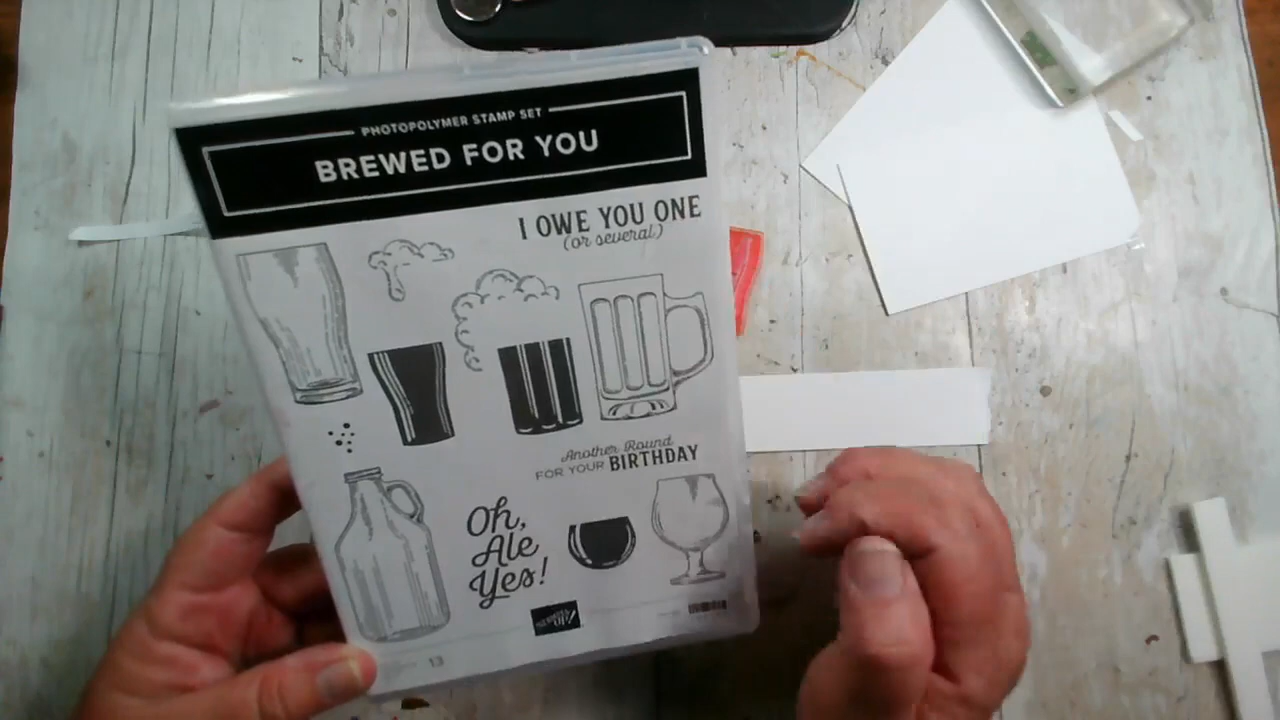 PHOTOPOLYMER STAMP SET
BREWED FOR YOU
I OWE YOU ONE
(or several)
Another Round
FOR YOUR BIRTHDAY
Oh,
Ale
Yes!
13